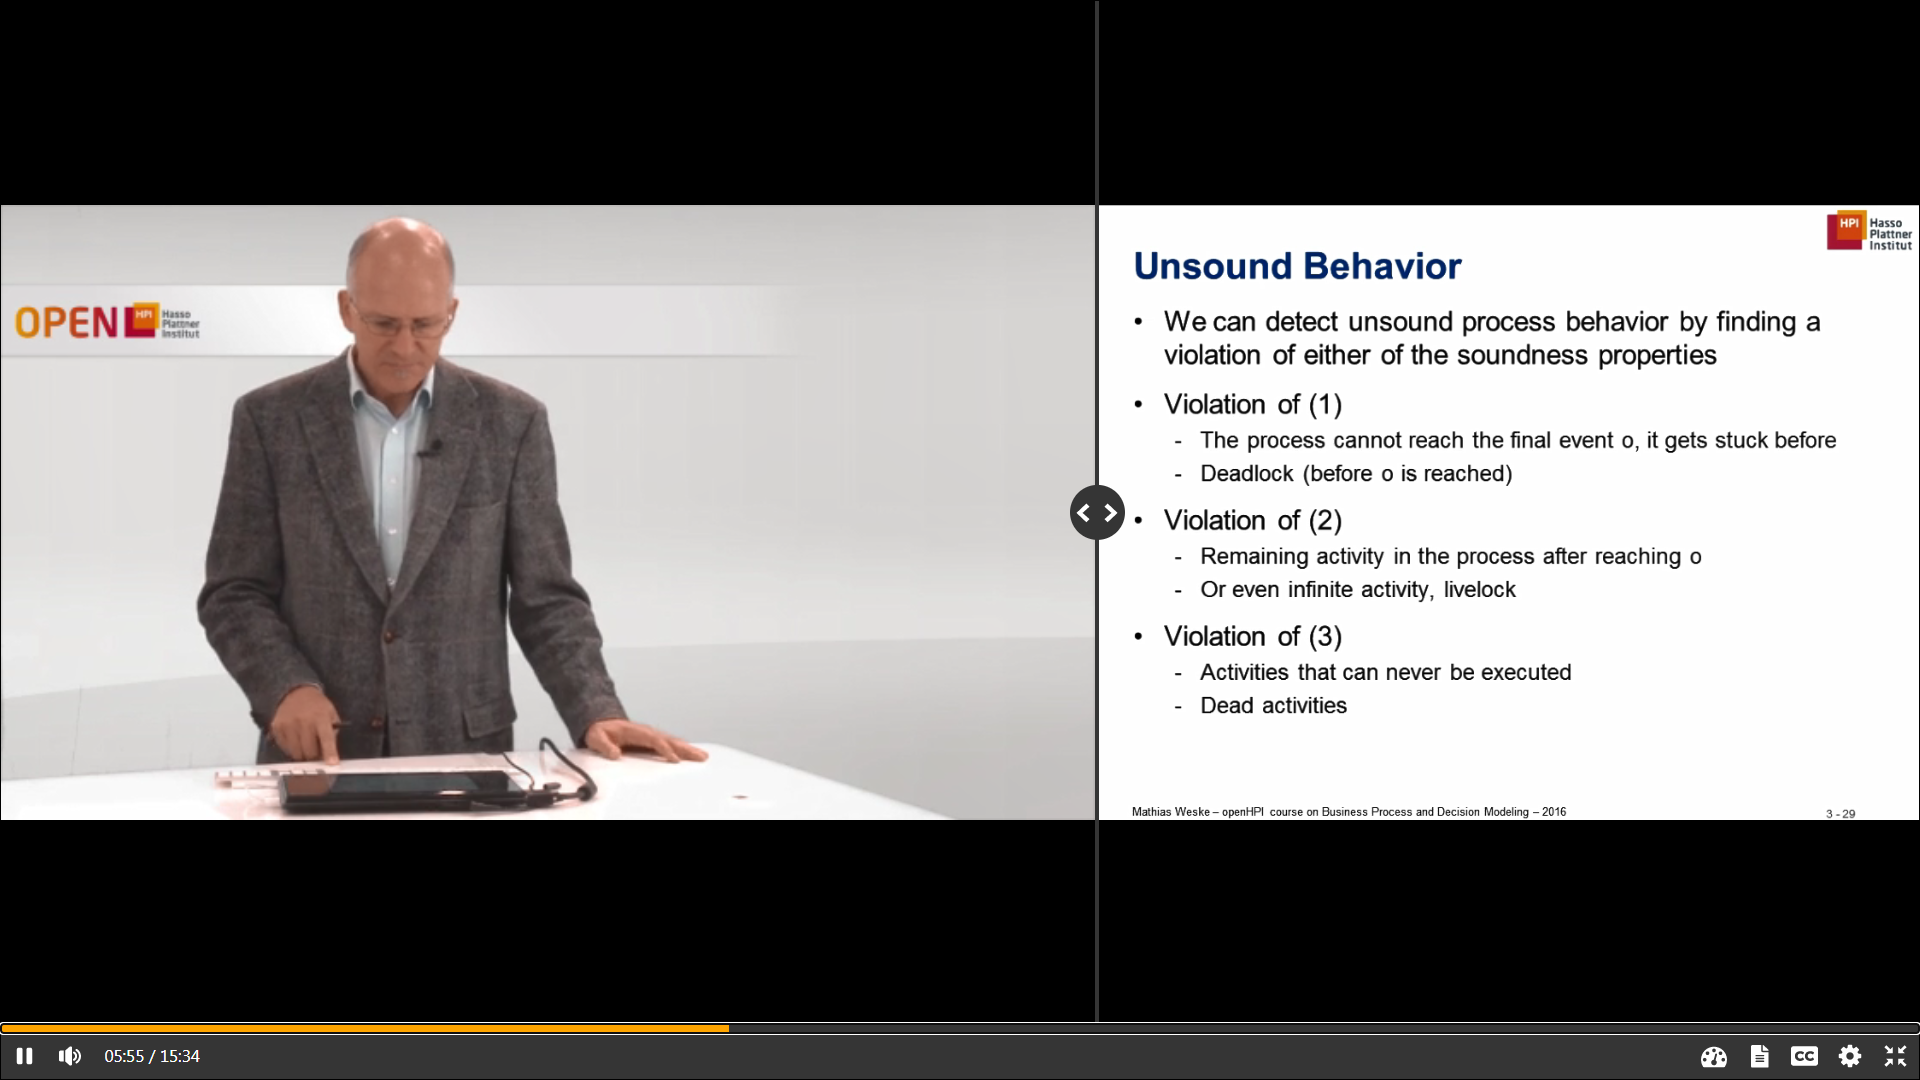 OPEN HPI Hasso
Plattner
Institut
HPI Hasso
Plattner
Institut
Unsound Behavior
• We can detect unsound process behavior by finding a
violation of either of the soundness properties
• Violation of (1)
- The process cannot reach the final event o, it gets stuck before
- Deadlock (before o is reached)
• Violation of (2)
- Remaining activity in the process after reaching o
- Or even infinite activity, livelock
• Violation of (3)
- Activities that can never be executed
- Dead activities
Mathias Weske – openHPI course on Business Process and Decision Modeling – 2016
3 - 29
05:55 / 15:34
CC